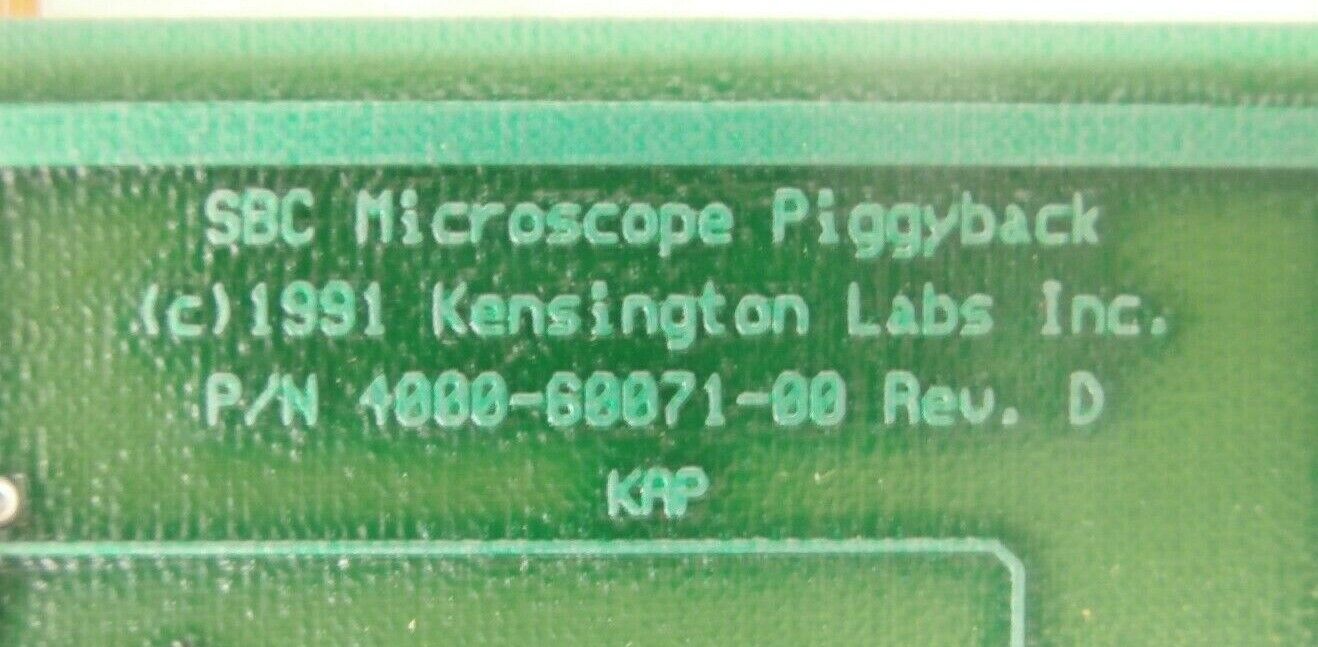 SBC Microscope Piggyback
(c)1991 Kensington Labs Inc.
P/N 4000-60071-00 Rev. D
KAP